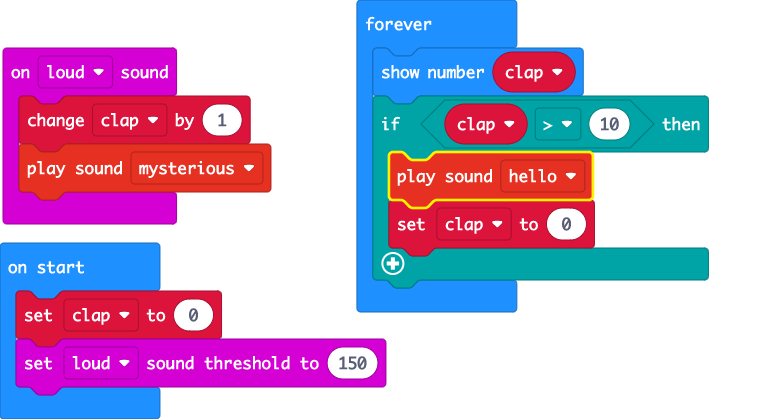 on loud sound
change clap by 1
play sound mysterious
on start
set clap to 0
set loud sound threshold to 150
forever
show number clap
if clap > 10 then
play sound hello
set clap to 0